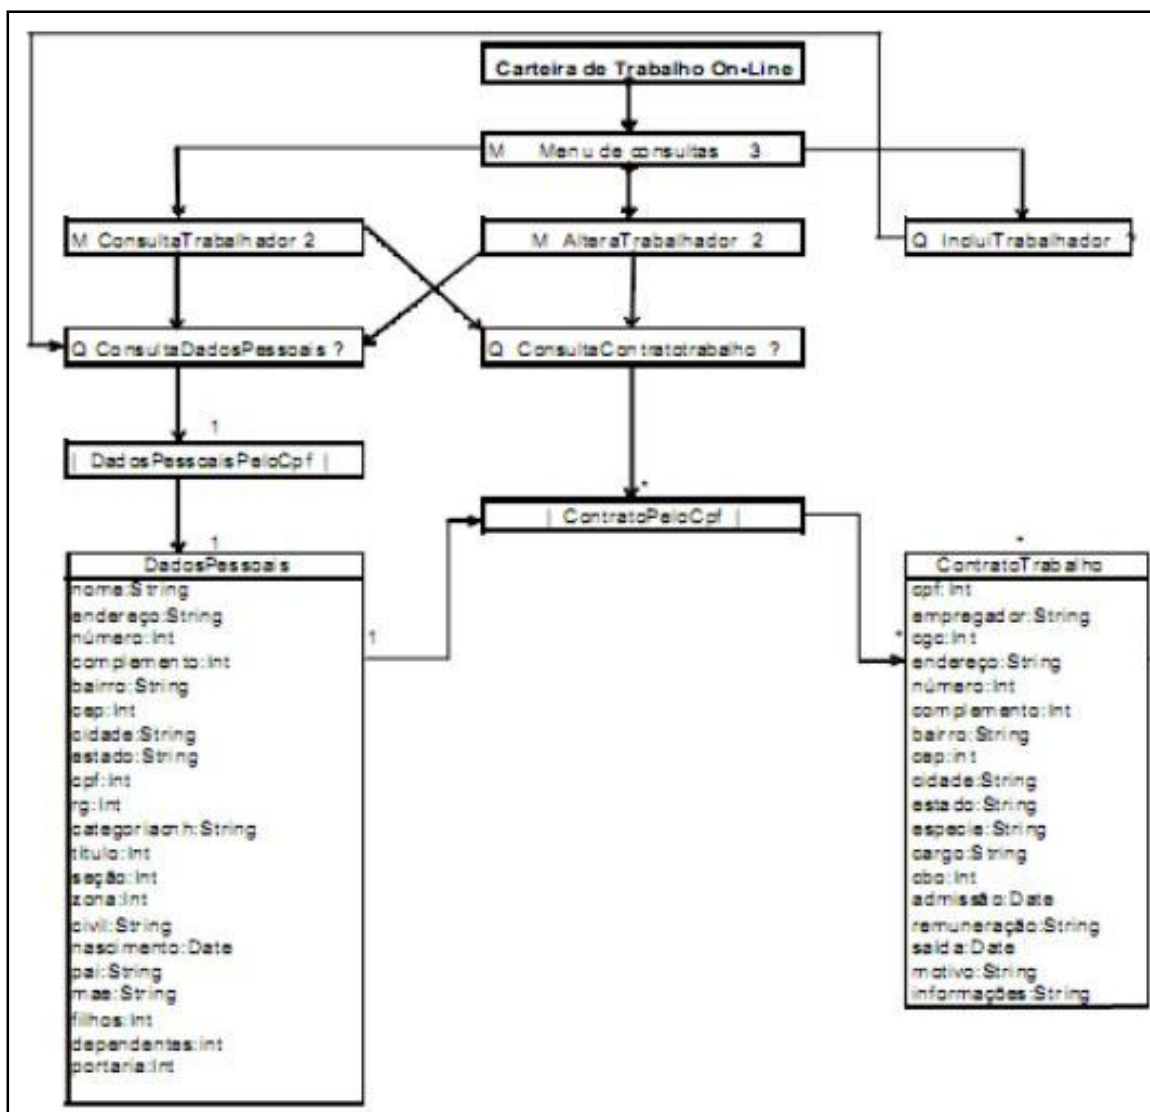 Carteira de Trabalho On-Line
M Menu de consultas 3
M ConsultaTrabalhador 2
M AlteraTrabalhador 2
Q IncluiTrabalhador ?
Q ConsultaDadosPessoais ?
Q ConsultaContratotrabalho ?
1
| DadosPessoaisPeloCpf |
*
| ContratoPeloCpf |
1
DadosPessoais
nome:String
endereço:String
número:Int
complemento:Int
bairro:String
cep:Int
cidade:String
estado:String
cpf:Int
rg:Int
categoriacnh:String
título:Int
seção:Int
zona:Int
civil:String
nascimento:Date
pai:String
mae:String
filhos:Int
dependentes:int
portaria:Int
1
*
*
ContratoTrabalho
cpf:Int
empregador:String
cgc:Int
endereço:String
número:Int
complemento:Int
bairro:String
cep:int
cidade:String
estado:String
especie:String
cargo:String
cbo:Int
admissão:Date
remuneração:String
saída:Date
motivo:String
informações:String